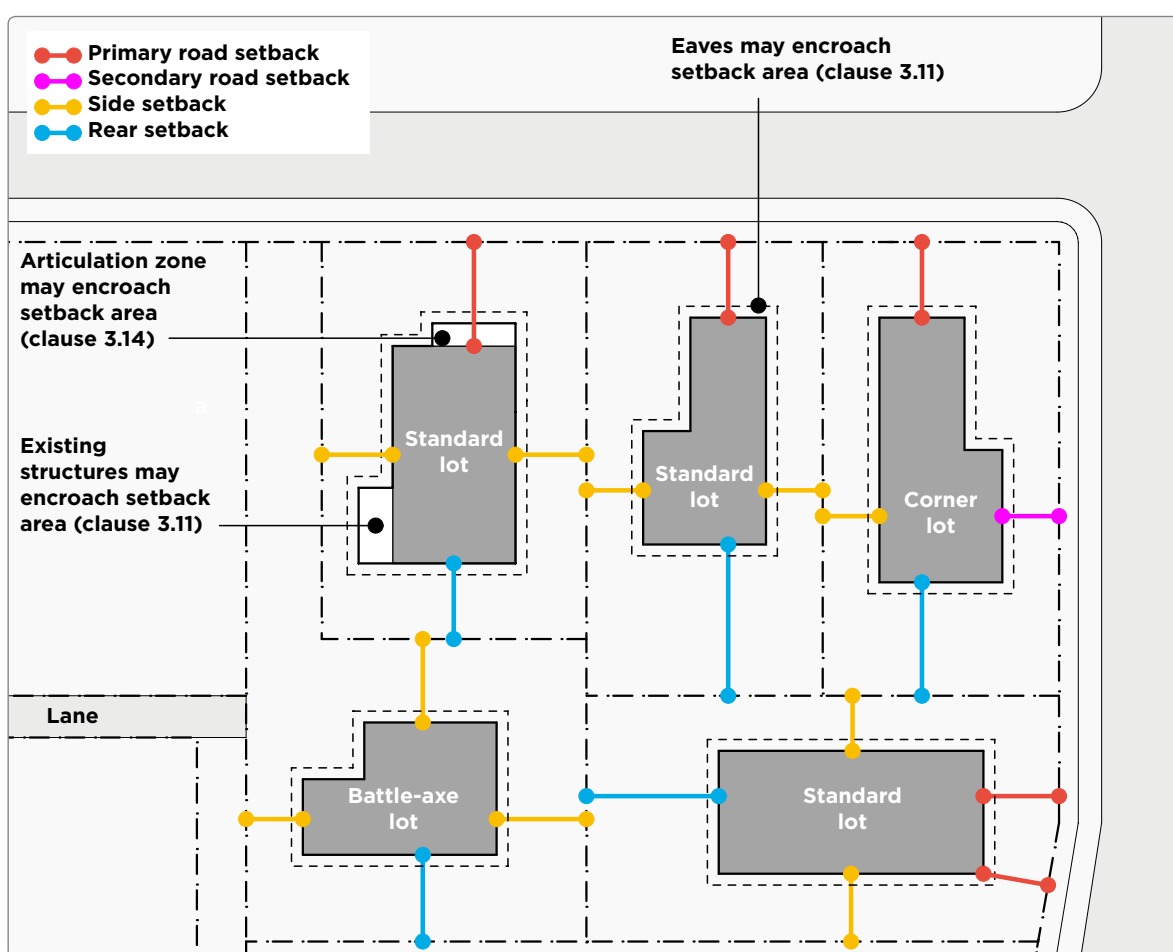 Primary road setback
Secondary road setback
Side setback
Rear setback
Eaves may encroach
setback area (clause 3.11)
Articulation zone
may encroach
setback area
(clause 3.14)
a
Existing
structures may
encroach setback
area (clause 3.11)
Standard
lot
Standard
lot
Corner
lot
Lane
Battle-axe
lot
Standard
lot